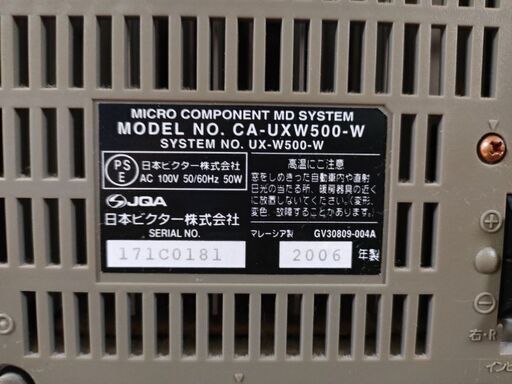 MICRO COMPONENT MD SYSTEM
MODEL NO. CA-UXW500-W
SYSTEM NO. UX-W500-W
PS
E
日本ビクター株式会社
AC 100V 50/60Hz 50W
JQA
日本ビクター株式会社
SERIAL NO.
171C0181
高温にご注意
窓をしめきった自動車内や直射
日光の当たる所、暖房器具の近く
に放置しないでください。(変形、
変色、故障することがあります。)
マレーシア製 GV30809-004A
2006 年製
右・R
インピ